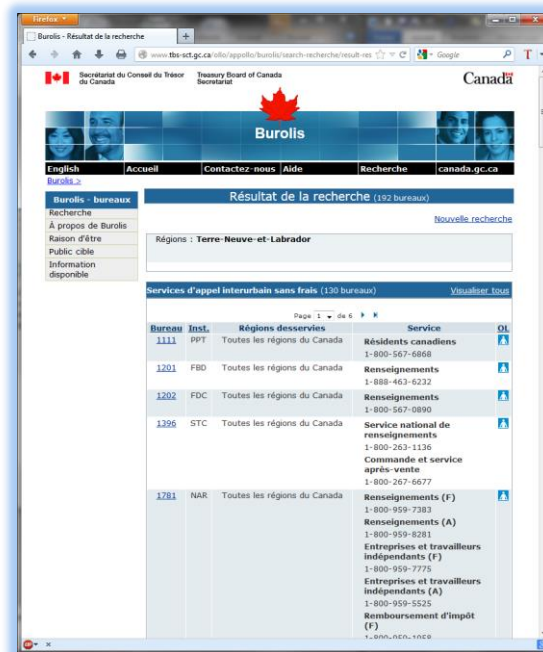 Firefox
Burolis - Résultat de la recherche
www.tbs-sct.gc.ca/ollo/appollo/burolis/search-recherche/result-res
Google
Secrétariat du Conseil du Trésor
du Canada
Treasury Board of Canada
Secretariat
Canada
Burolis
English Accueil Contactez-nous Aide Recherche canada.gc.ca
Burolis >
Burolis - bureaux
Recherche
À propos de Burolis
Raison d'être
Public cible
Information
disponible
Résultat de la recherche (192 bureaux)
Nouvelle recherche
Régions : Terre-Neuve-et-Labrador
Services d'appel interurbain sans frais (130 bureaux) Visualiser tous
Page 1 de 6
Bureau Inst. Régions desservies Service OL
1111 PPT Toutes les régions du Canada Résidents canadiens
1-800-567-6868
1201 FBD Toutes les régions du Canada Renseignements
1-888-463-6232
1202 FDC Toutes les régions du Canada Renseignements
1-800-567-0890
1396 STC Toutes les régions du Canada Service national de
renseignements
1-800-263-1136
Commande et service
après-vente
1-800-267-6677
1781 NAR Toutes les régions du Canada Renseignements (F)
1-800-959-7383
Renseignements (A)
1-800-959-8281
Entreprises et travailleurs
indépendants (F)
1-800-959-7775
Entreprises et travailleurs
indépendants (A)
1-800-959-5525
Remboursement d'impôt
(F)